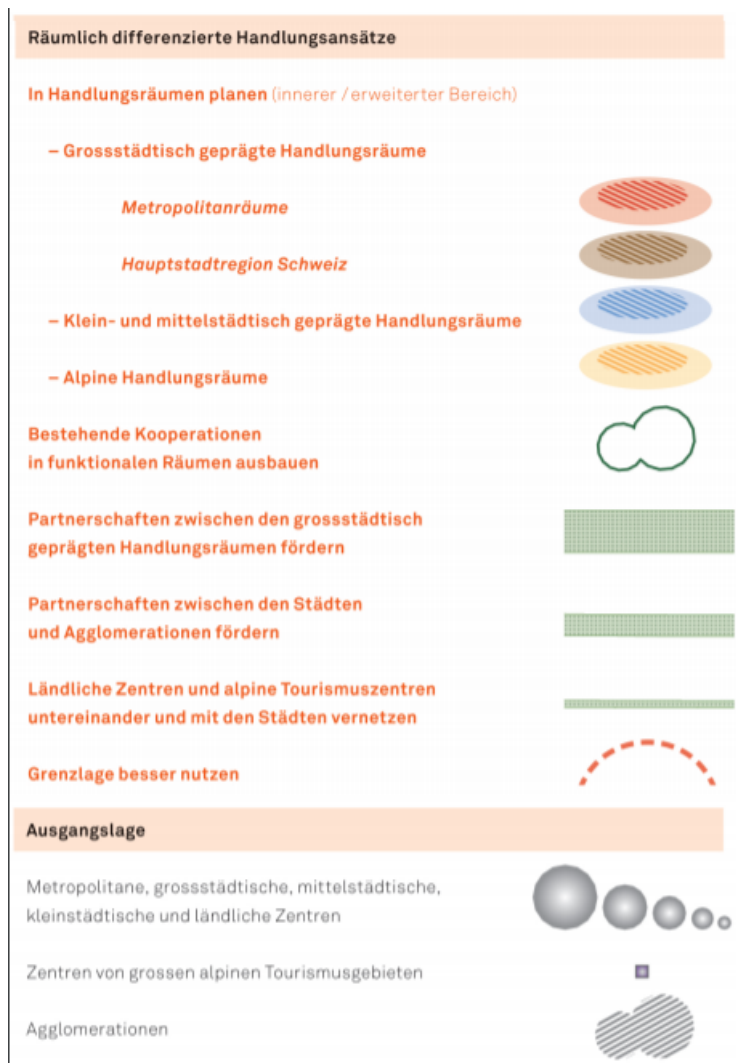 Räumlich differenzierte Handlungsansätze
In Handlungsräumen planen (innerer / erweiterter Bereich)
– Grossstädtisch geprägte Handlungsräume
Metropolitanräume
Hauptstadtregion Schweiz
– Klein- und mittelstädtisch geprägte Handlungsräume
– Alpine Handlungsräume
Bestehende Kooperationen
in funktionalen Räumen ausbauen
Partnerschaften zwischen den grossstädtisch
geprägten Handlungsräumen fördern
Partnerschaften zwischen den Städten
und Agglomerationen fördern
Ländliche Zentren und alpine Tourismuszentren
untereinander und mit den Städten vernetzen
Grenzlage besser nutzen
Ausgangslage
Metropolitane, grossstädtische, mittelstädtische,
kleinstädtische und ländliche Zentren
Zentren von grossen alpinen Tourismusgebieten
Agglomerationen